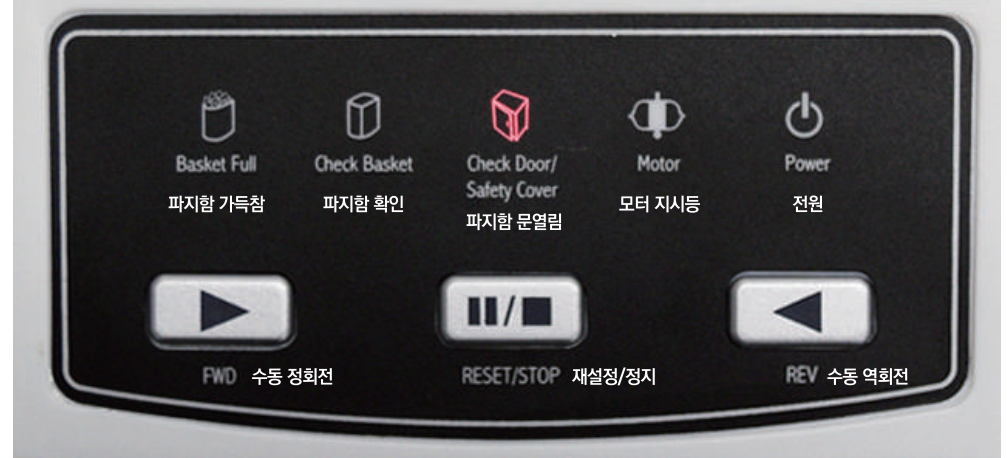 Basket Full
파지함 가득참
Check Basket
파지함 확인
Check Door/
Safety Cover
파지함 문열림
Motor
모터 지시등
Power
전원
FWD 수동 정회전
RESET/STOP 재설정/정지
REV 수동 역회전